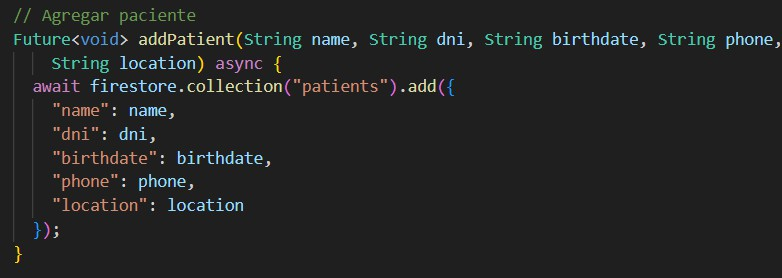 // Agregar paciente
Future<void> addPatient(String name, String dni, String birthdate, String phone,
String location) async {
await firestore.collection("patients").add({
"name": name,
"dni": dni,
"birthdate": birthdate,
"phone": phone,
"location": location
});
}